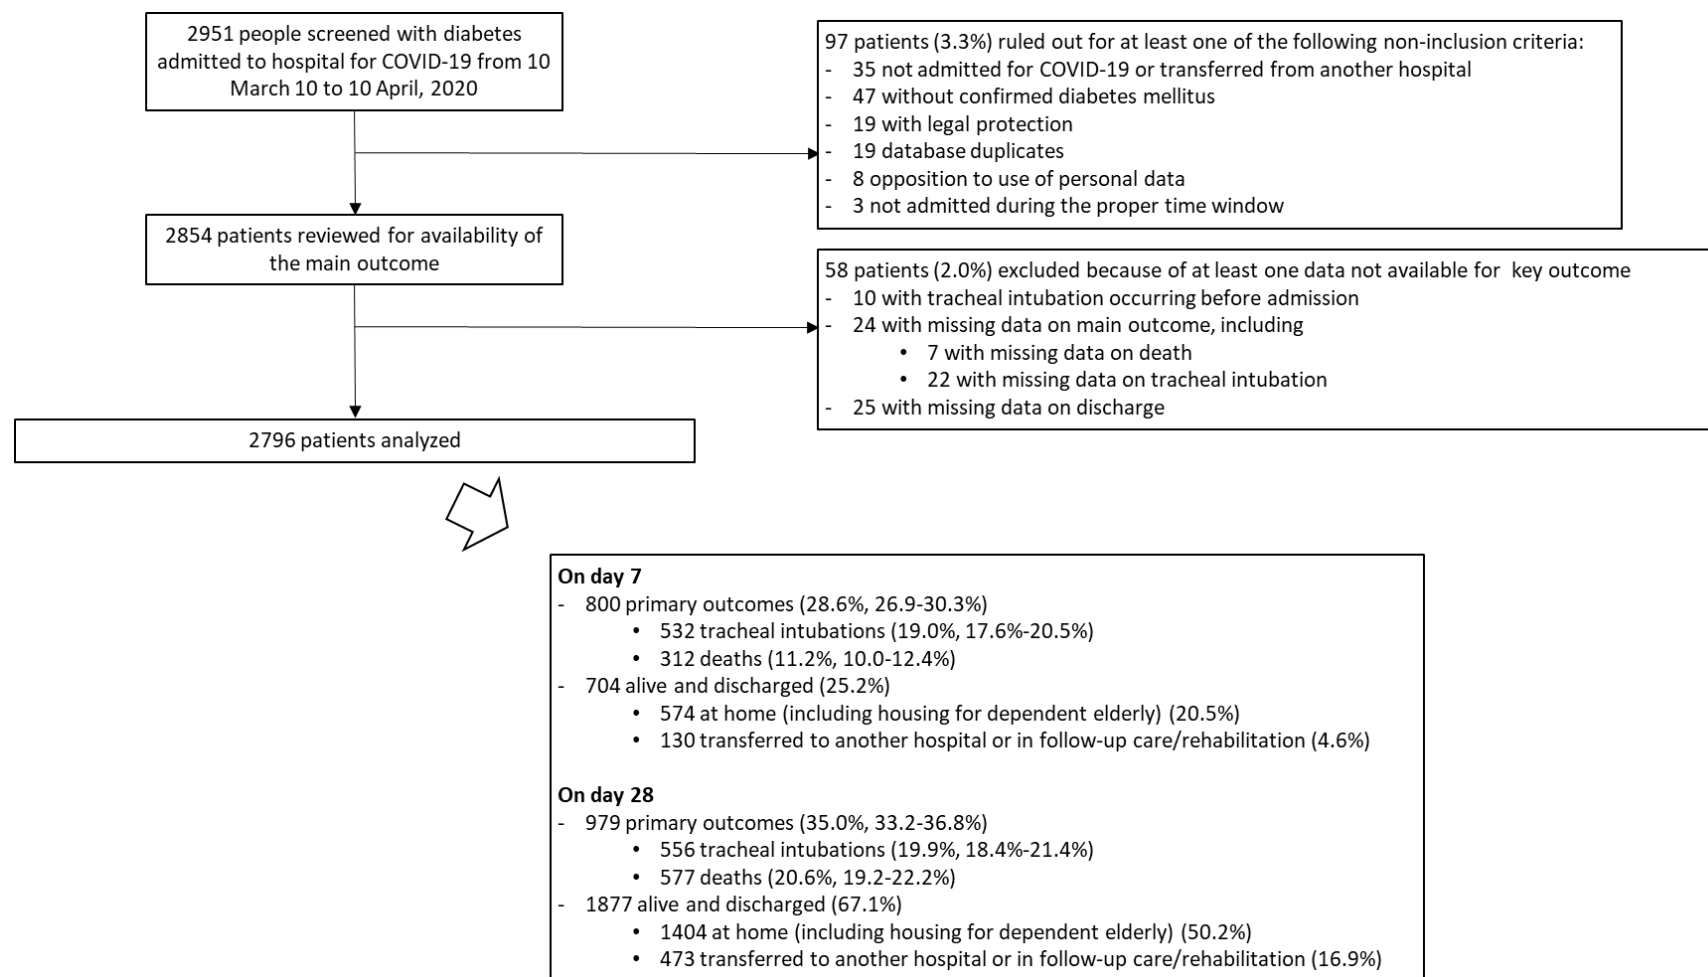 2951 people screened with diabetes
admitted to hospital for COVID-19 from 10
March 10 to 10 April, 2020
97 patients (3.3%) ruled out for at least one of the following non-inclusion criteria:
- 35 not admitted for COVID-19 or transferred from another hospital
- 47 without confirmed diabetes mellitus
- 19 with legal protection
- 19 database duplicates
- 8 opposition to use of personal data
- 3 not admitted during the proper time window
2854 patients reviewed for availability of
the main outcome
58 patients (2.0%) excluded because of at least one data not available for key outcome
- 10 with tracheal intubation occurring before admission
- 24 with missing data on main outcome, including
• 7 with missing data on death
• 22 with missing data on tracheal intubation
- 25 with missing data on discharge
2796 patients analyzed
On day 7
- 800 primary outcomes (28.6%, 26.9-30.3%)
• 532 tracheal intubations (19.0%, 17.6%-20.5%)
• 312 deaths (11.2%, 10.0-12.4%)
- 704 alive and discharged (25.2%)
• 574 at home (including housing for dependent elderly) (20.5%)
• 130 transferred to another hospital or in follow-up care/rehabilitation (4.6%)
On day 28
- 979 primary outcomes (35.0%, 33.2-36.8%)
• 556 tracheal intubations (19.9%, 18.4%-21.4%)
• 577 deaths (20.6%, 19.2-22.2%)
- 1877 alive and discharged (67.1%)
• 1404 at home (including housing for dependent elderly) (50.2%)
• 473 transferred to another hospital or in follow-up care/rehabilitation (16.9%)